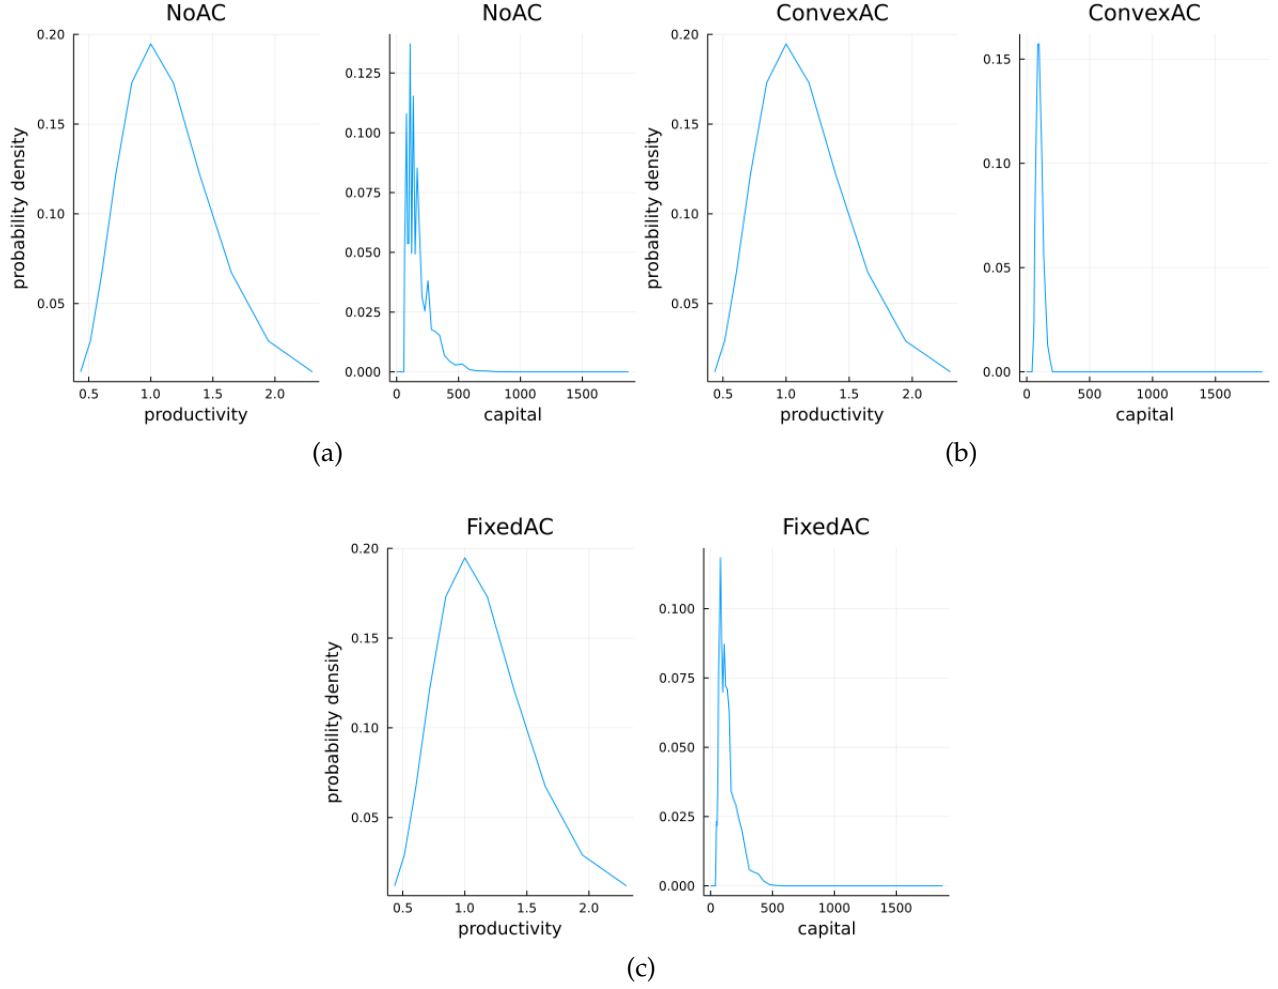 NoAC
NoAC
ConvexAC
ConvexAC
probability density
0.20
0.15
0.10
0.05
0.5 1.0 1.5 2.0
productivity
0.125
0.100
0.075
0.050
0.025
0.000
0 500 1000 1500
capital
probability density
0.20
0.15
0.10
0.05
0.5 1.0 1.5 2.0
productivity
0.15
0.10
0.05
0.00
0 500 1000 1500
capital
(a)
(b)
FixedAC
FixedAC
probability density
0.20
0.15
0.10
0.05
0.5 1.0 1.5 2.0
productivity
0.100
0.075
0.050
0.025
0.000
0 500 1000 1500
capital
(c)